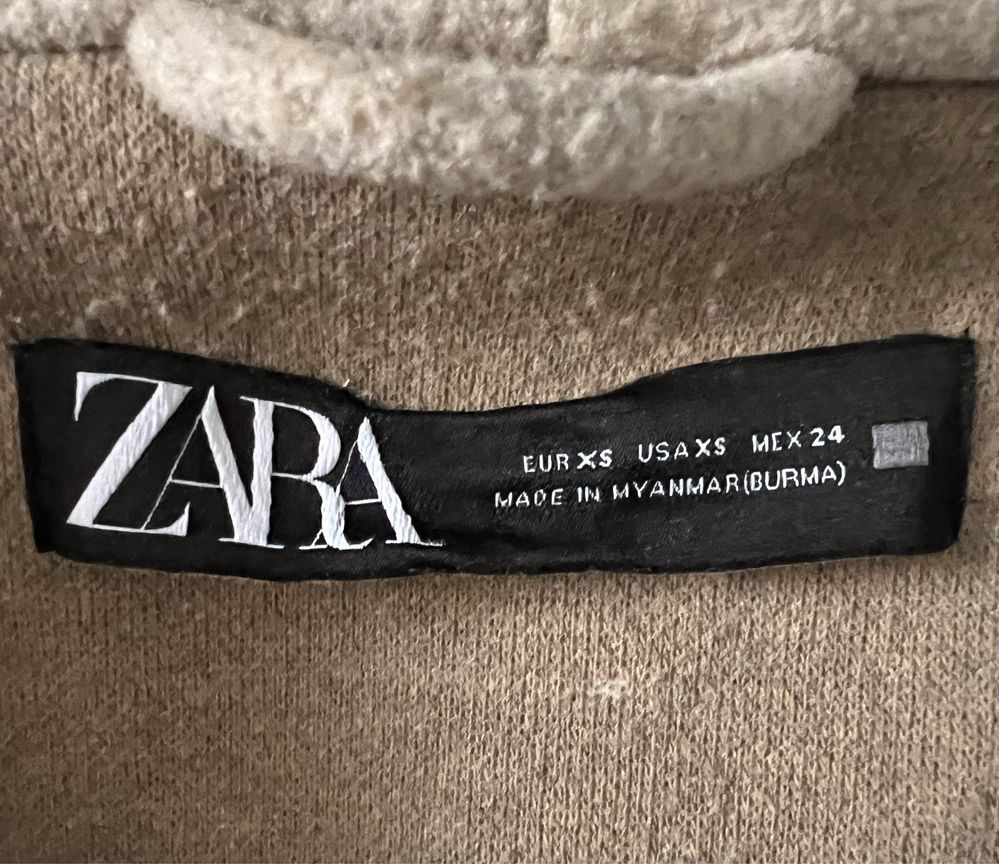 ZARA
EUR XS USA XS MEX 24
MADE IN MYANMAR(BURMA)